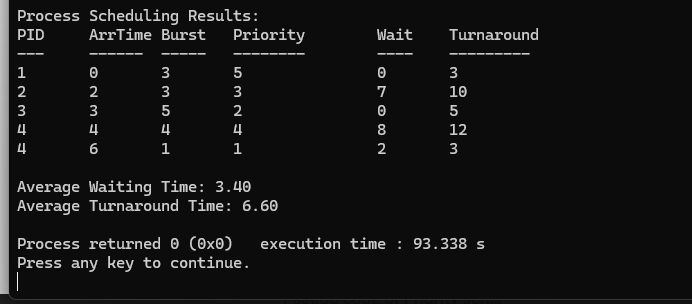 Process Scheduling Results:
PID ArrTime Burst Priority Wait Turnaround
--- ------ ----- -------- ---- ---------
1 0 3 5 0 3
2 2 3 3 7 10
3 3 5 2 0 5
4 4 4 4 8 12
4 6 1 1 2 3
Average Waiting Time: 3.40
Average Turnaround Time: 6.60
Process returned 0 (0x0) execution time : 93.338 s
Press any key to continue.